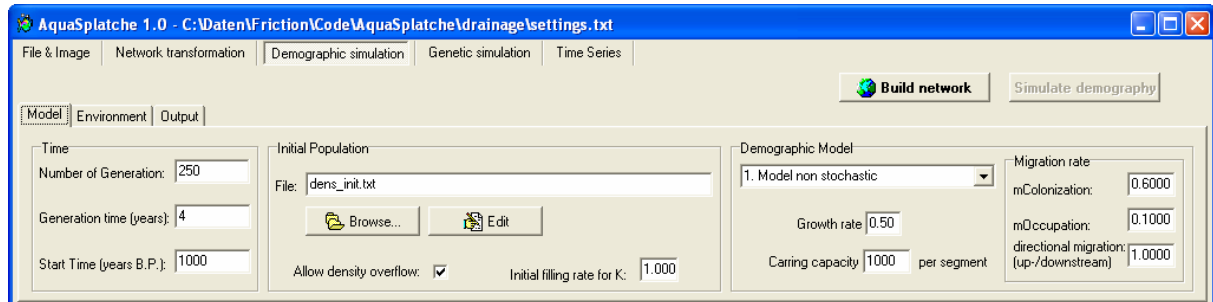 AquaSplatche 1.0 - C:\Daten\Friction\Code\AquaSplatche\drainage\settings.txt
File & Image Network transformation Demographic simulation Genetic simulation Time Series
Build network Simulate demography
Model Environment Output
Time
Number of Generation: 250
Generation time (years): 4
Start Time (years B.P.): 1000
Initial Population
File: dens_init.txt
Browse... Edit
Allow density overflow: Initial filling rate for K: 1.000
Demographic Model
1. Model non stochastic
Growth rate 0.50
Carring capacity 1000 per segment
Migration rate
mColonization: 0.6000
mOccupation: 0.1000
directional migration: 1.0000
(up-/downstream)